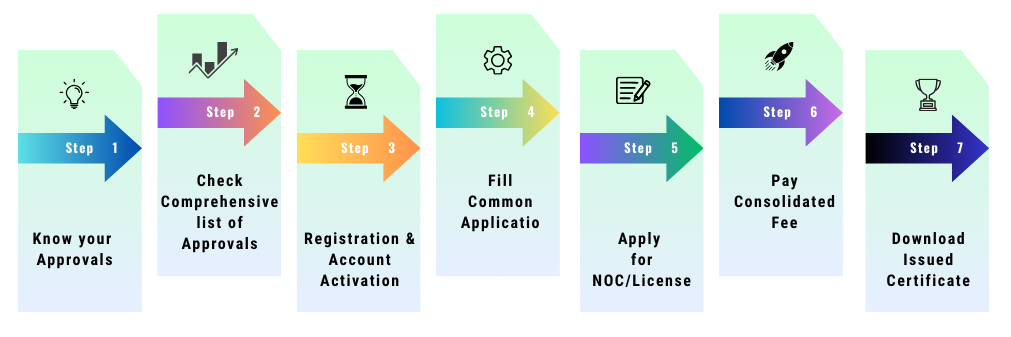 Step 1
Know your
Approvals
Step 2
Check
Comprehensive
list of
Approvals
Step 3
Registration &
Account
Activation
Step 4
Fill
Common
Applicatio
Step 5
Apply
for
NOC/License
Step 6
Pay
Consolidated
Fee
Step 7
Download
Issued
Certificate